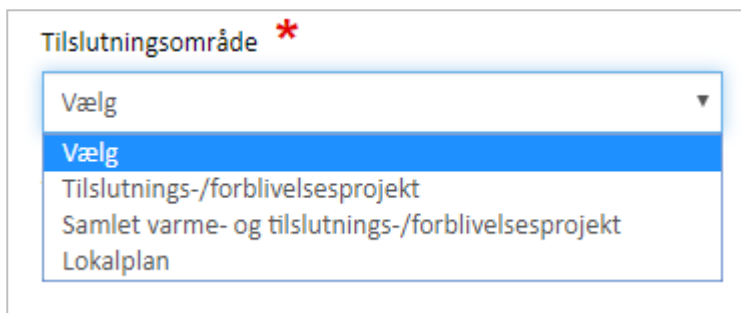 Tilslutningsområde *
Vælg
Vælg
Tilslutnings-/forblivelsesprojekt
Samlet varme- og tilslutnings-/forblivelsesprojekt
Lokalplan